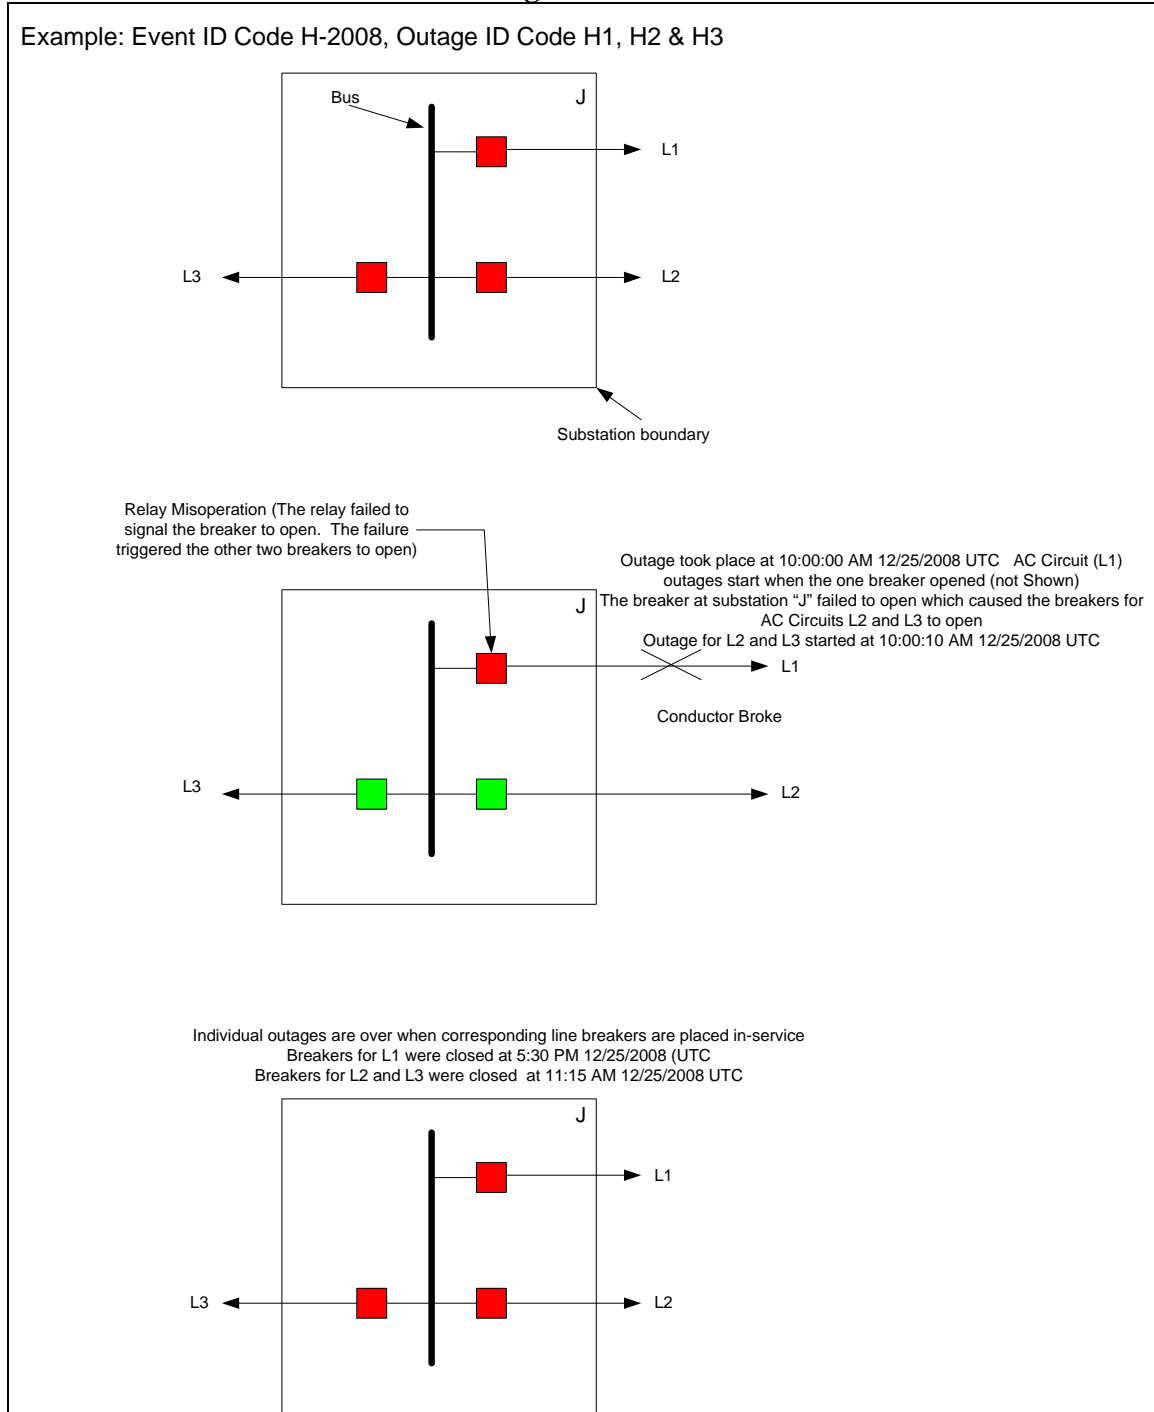 Example: Event ID Code H-2008, Outage ID Code H1, H2 & H3
Bus
J
L1
L3
L2
Substation boundary
Relay Misoperation (The relay failed to
signal the breaker to open.  The failure
triggered the other two breakers to open)
Outage took place at 10:00:00 AM 12/25/2008 UTC   AC Circuit (L1)
outages start when the one breaker opened (not Shown)
The breaker at substation “J” failed to open which caused the breakers for
AC Circuits L2 and L3 to open
Outage for L2 and L3 started at 10:00:10 AM 12/25/2008 UTC
J
L1
Conductor Broke
L3
L2
Individual outages are over when corresponding line breakers are placed in-service
Breakers for L1 were closed at 5:30 PM 12/25/2008 (UTC
Breakers for L2 and L3 were closed  at 11:15 AM 12/25/2008 UTC
J
L1
L3
L2